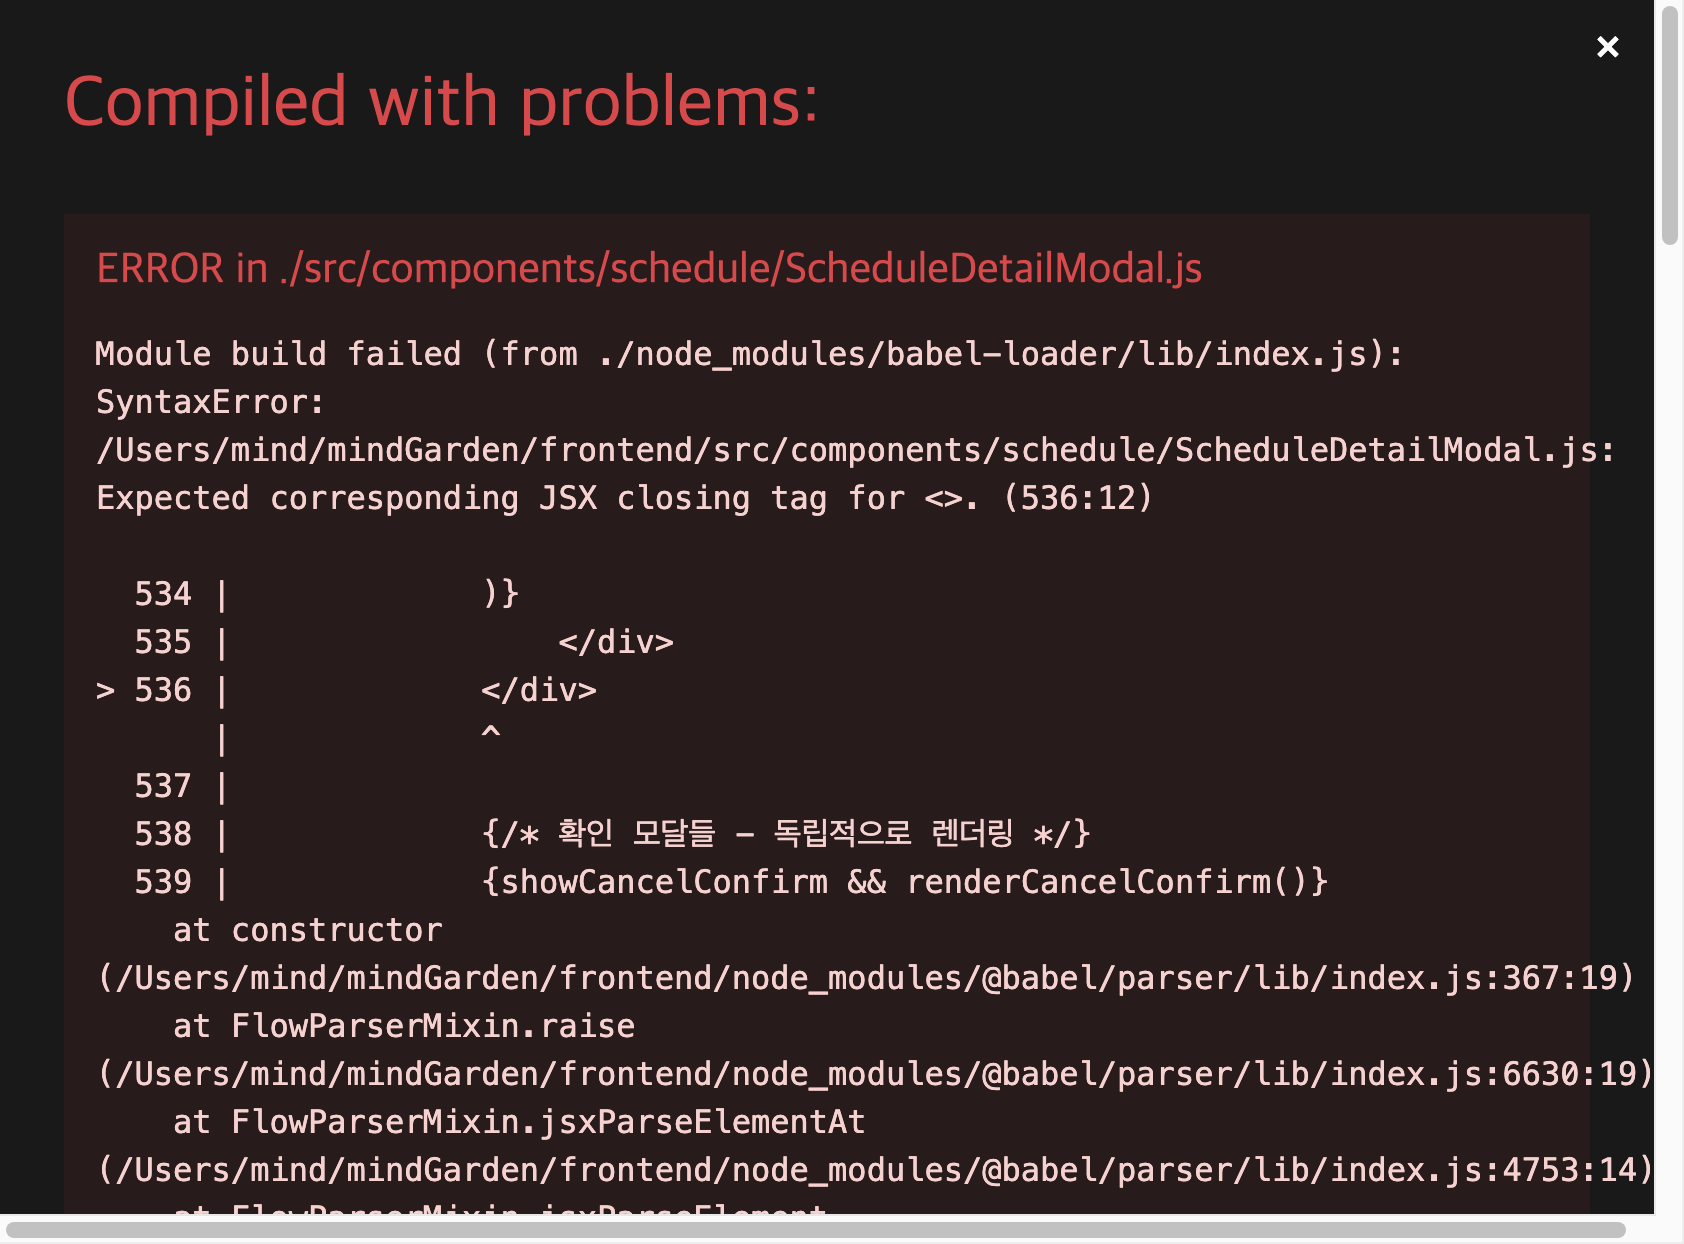 ×
Compiled with problems:
ERROR in ./src/components/schedule/ScheduleDetailModal.js
Module build failed (from ./node_modules/babel-loader/lib/index.js):
SyntaxError:
/Users/mind/mindGarden/frontend/src/components/schedule/ScheduleDetailModal.js:
Expected corresponding JSX closing tag for <>. (536:12)
  534 |             )}
  535 |                 </div>
> 536 |             </div>
      |             ^
  537 |
  538 |             {/* 확인 모달들 - 독립적으로 렌더링 */}
  539 |             {showCancelConfirm && renderCancelConfirm()}
    at constructor
(/Users/mind/mindGarden/frontend/node_modules/@babel/parser/lib/index.js:367:19)
    at FlowParserMixin.raise
(/Users/mind/mindGarden/frontend/node_modules/@babel/parser/lib/index.js:6630:19)
    at FlowParserMixin.jsxParseElementAt
(/Users/mind/mindGarden/frontend/node_modules/@babel/parser/lib/index.js:4753:14)
    at FlowParserMixin.jsxParseElement